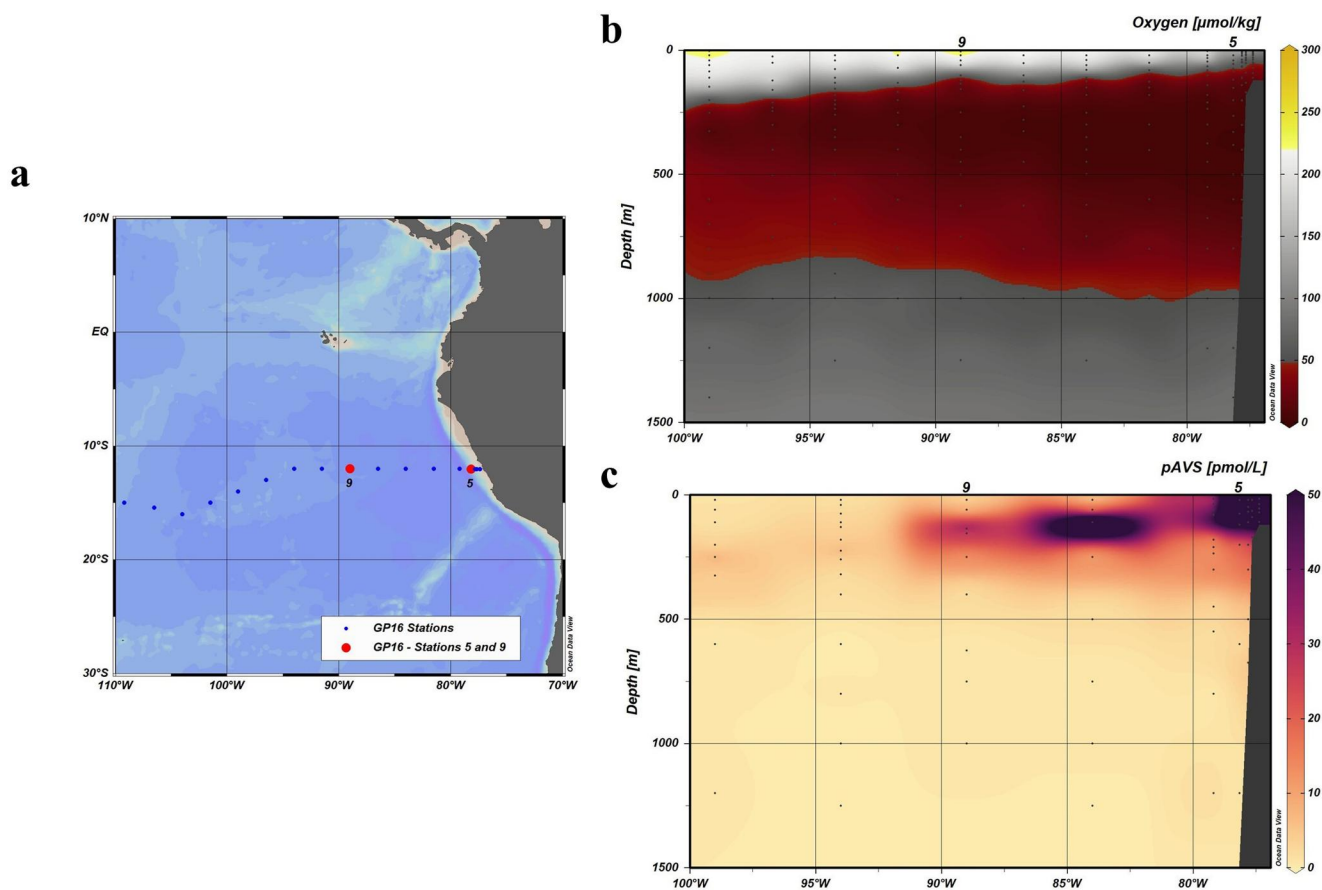 a
10°N
EQ
10°S
20°S
30°S
110°W
100°W
90°W
80°W
70°W
9
5
GP16 Stations
GP16 - Stations 5 and 9
Ocean Data View
b
Oxygen [µmol/kg]
9
5
0
500
1000
1500
Depth [m]
100°W
95°W
90°W
85°W
80°W
300
250
200
150
100
50
0
Ocean Data View
c
pAVS [pmol/L]
9
5
0
500
1000
1500
Depth [m]
100°W
95°W
90°W
85°W
80°W
50
40
30
20
10
0
Ocean Data View